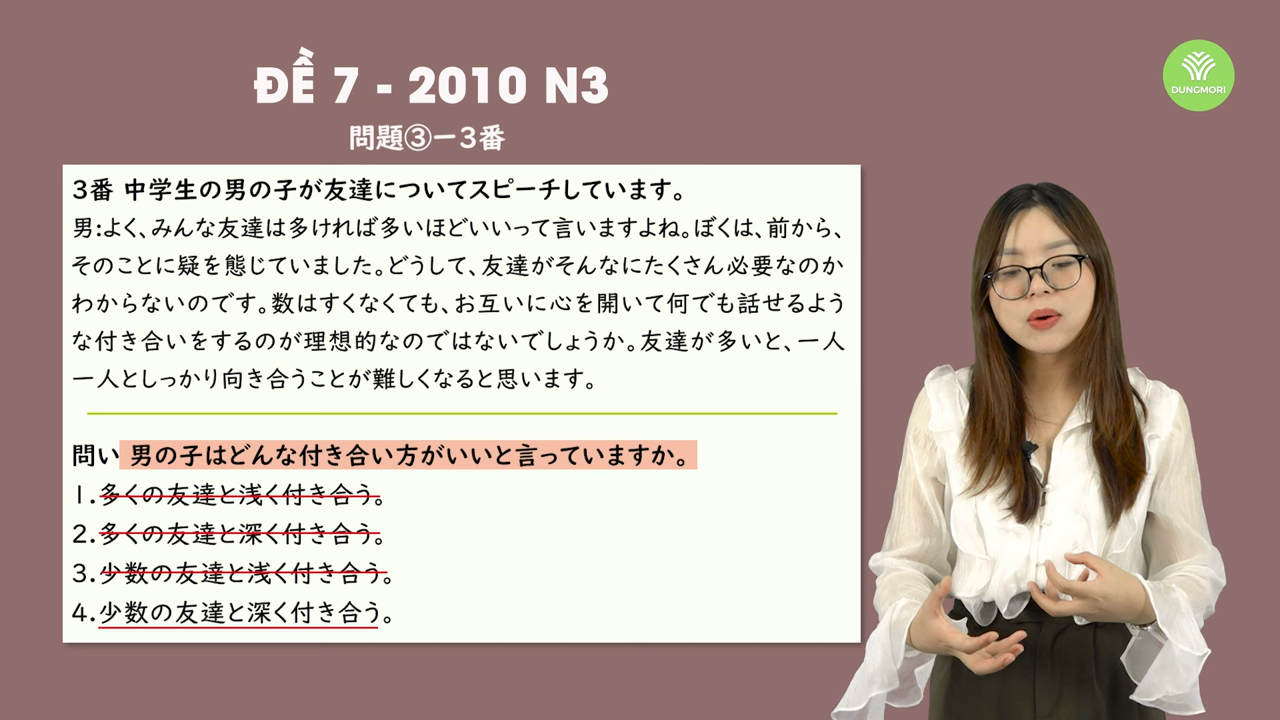 ĐỀ 7 - 2010 N3
DUNGMORI
問題③ー3番
3番 中学生の男の子が友達についてスピーチしています。
男:よく、みんな友達は多ければ多いほどいいって言いますよね。ぼくは、前から、
そのことに疑を態じていました。どうして、友達がそんなにたくさん必要なのか
わからないのです。数はすくなくても、お互いに心を開いて何でも話せるよう
な付き合いをするのが理想的なのではないでしょうか。友達が多いと、一人
一人としっかり向き合うことが難しくなると思います。
問い 男の子はどんな付き合い方がいいと言っていますか。
1.多くの友達と浅く付き合う。
2.多くの友達と深く付き合う。
3.少数の友達と浅く付き合う。
4.少数の友達と深く付き合う。